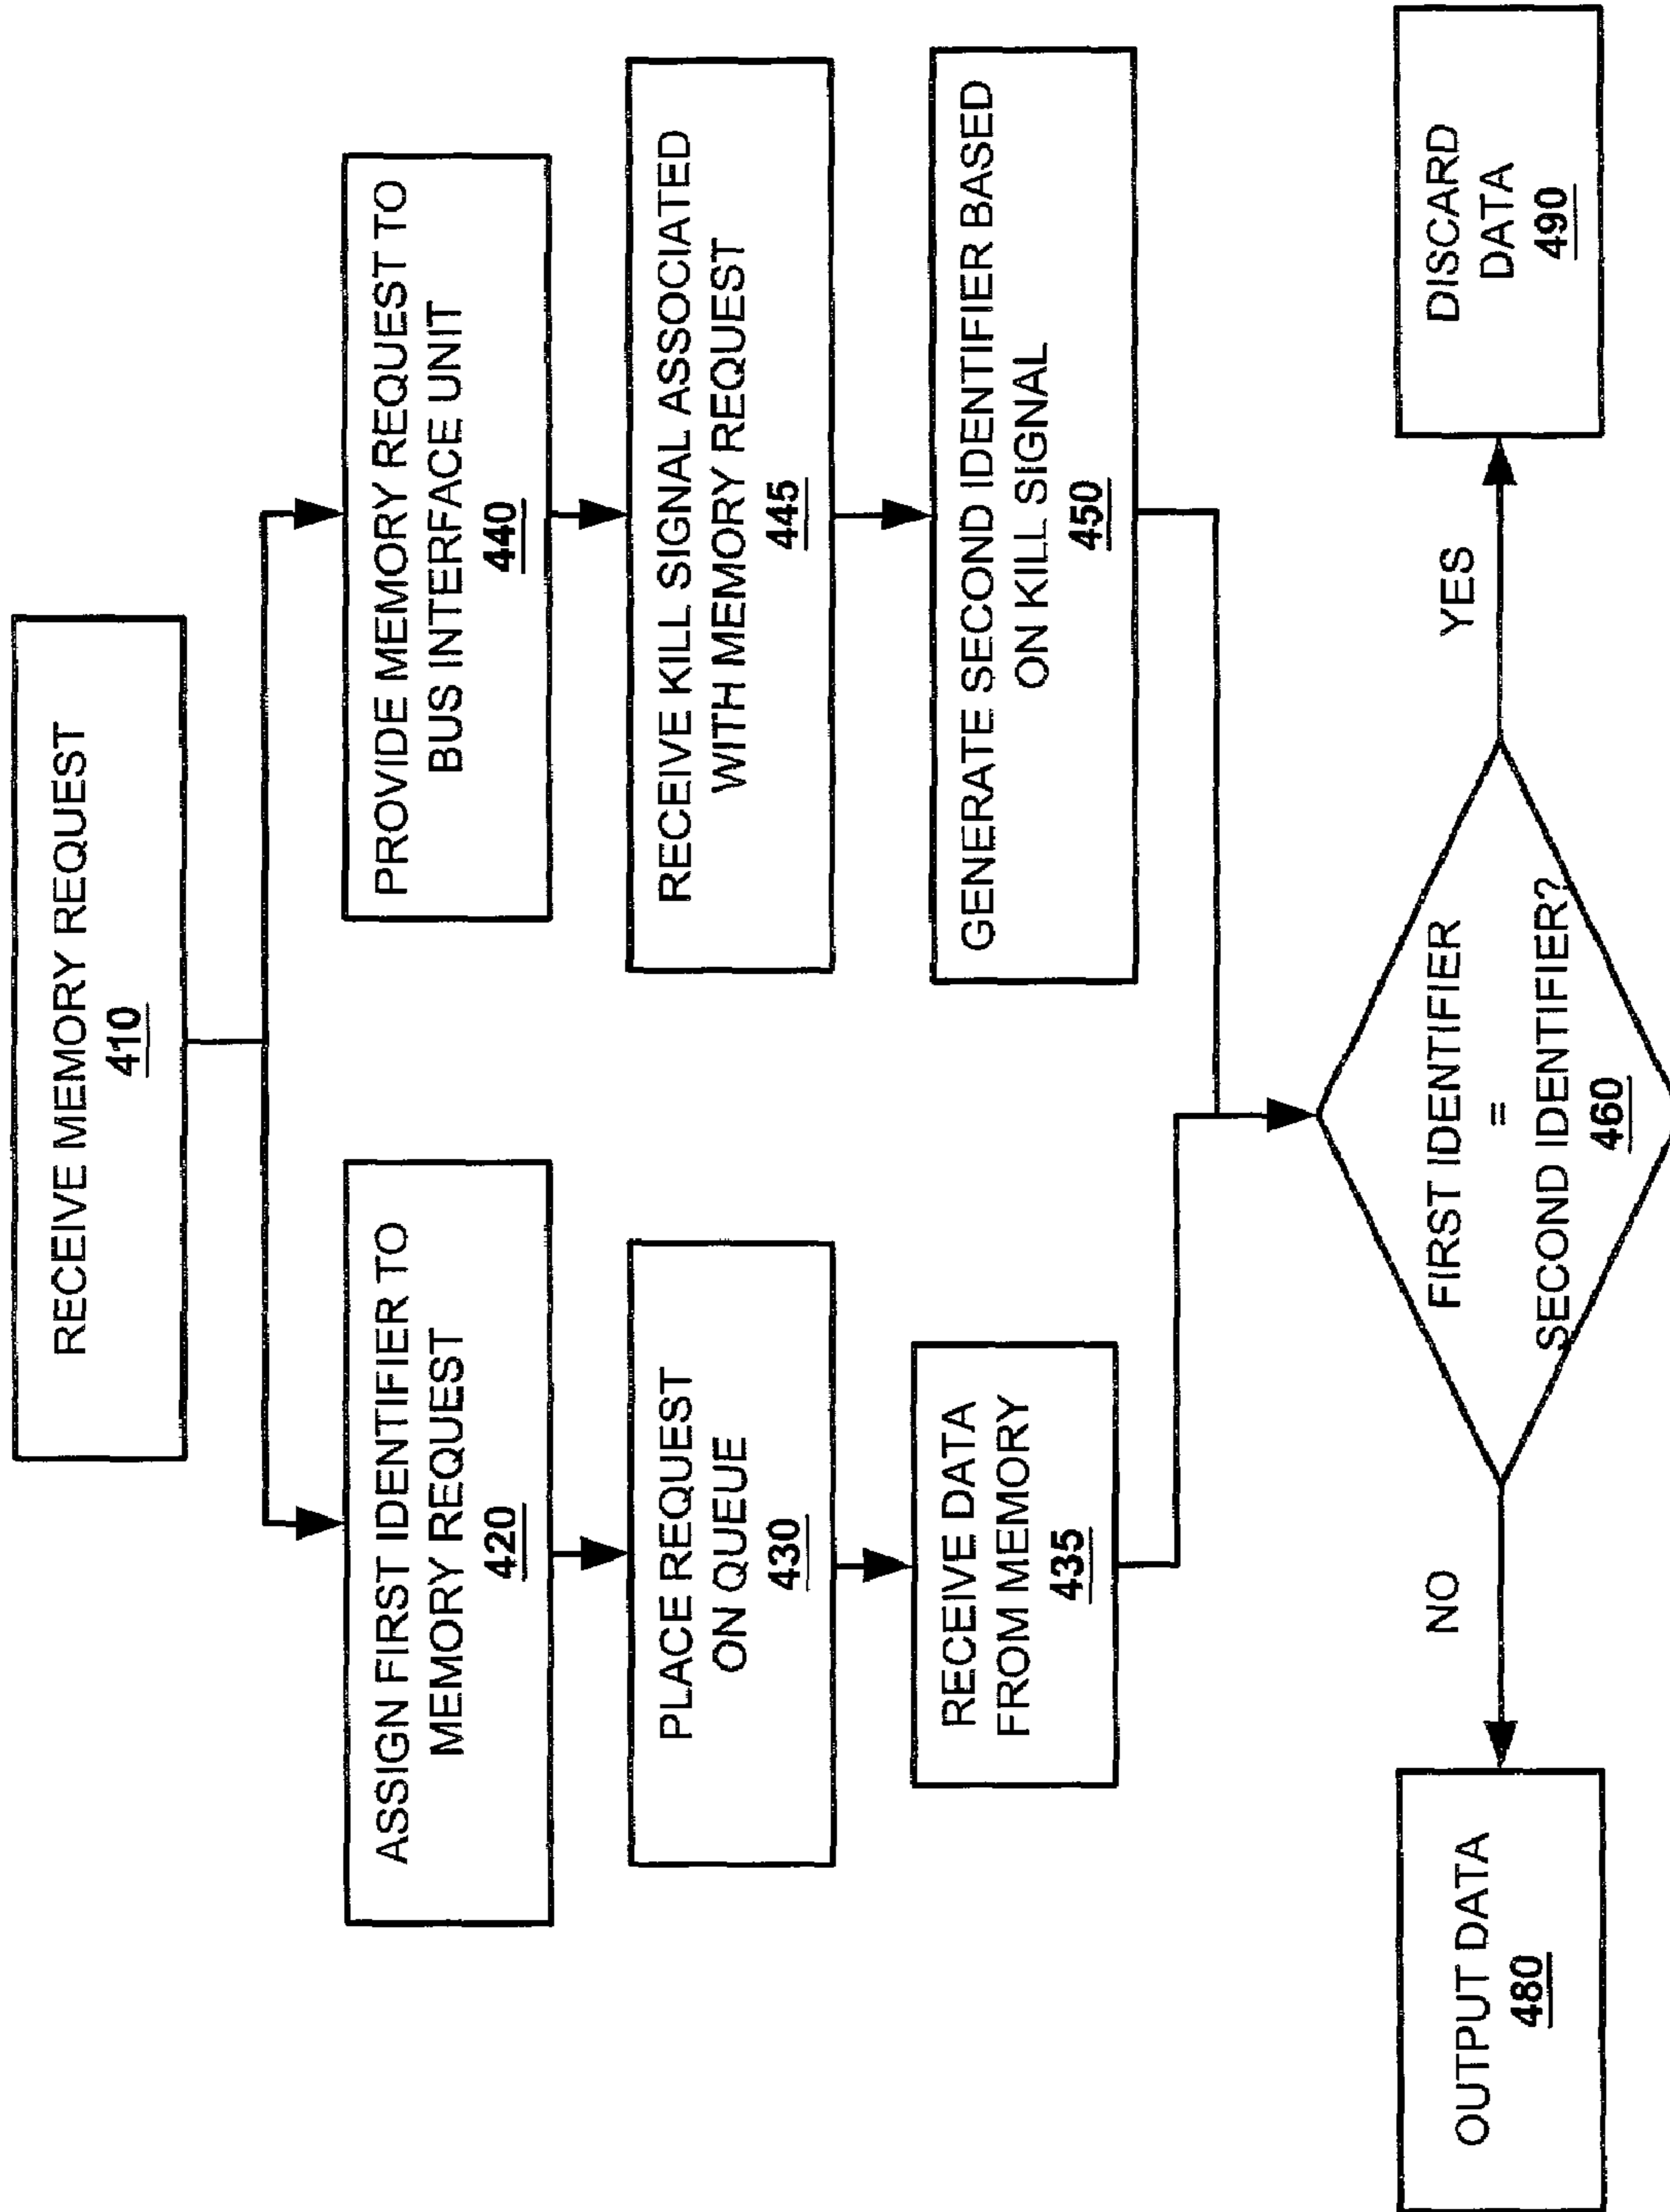 RECEIVE MEMORY REQUEST
410
ASSIGN FIRST IDENTIFIER TO
MEMORY REQUEST
420
PLACE REQUEST
ON QUEUE
430
RECEIVE DATA
FROM MEMORY
435
PROVIDE MEMORY REQUEST TO
BUS INTERFACE UNIT
440
RECEIVE KILL SIGNAL ASSOCIATED
WITH MEMORY REQUEST
445
GENERATE SECOND IDENTIFIER BASED
ON KILL SIGNAL
450
FIRST IDENTIFIER
=
SECOND IDENTIFIER?
460
NO
YES
OUTPUT DATA
480
DISCARD
DATA
490